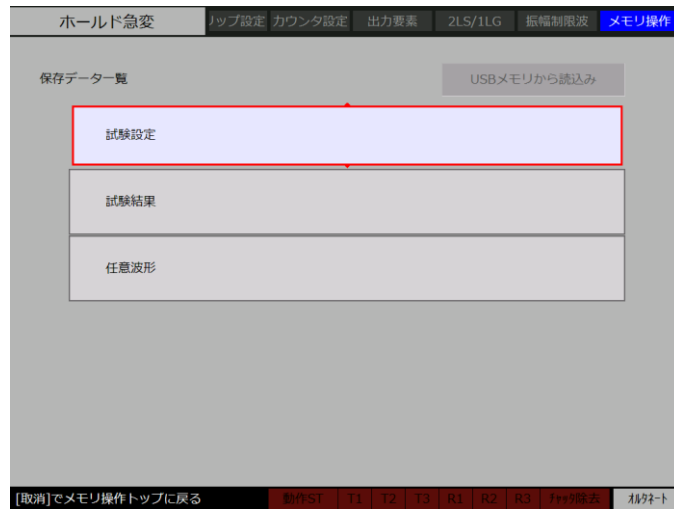 ホールド急変 ップ設定 カウンタ設定 出力要素 2LS/1LG 振幅制限波 メモリ操作
保存データ一覧 USBメモリから読込み
試験設定
試験結果
任意波形
[取消]でメモリ操作トップに戻る 動作ST T1 T2 T3 R1 R2 R3 ﾁｬｯﾀ除去 ｵﾙﾀﾈｰﾄ